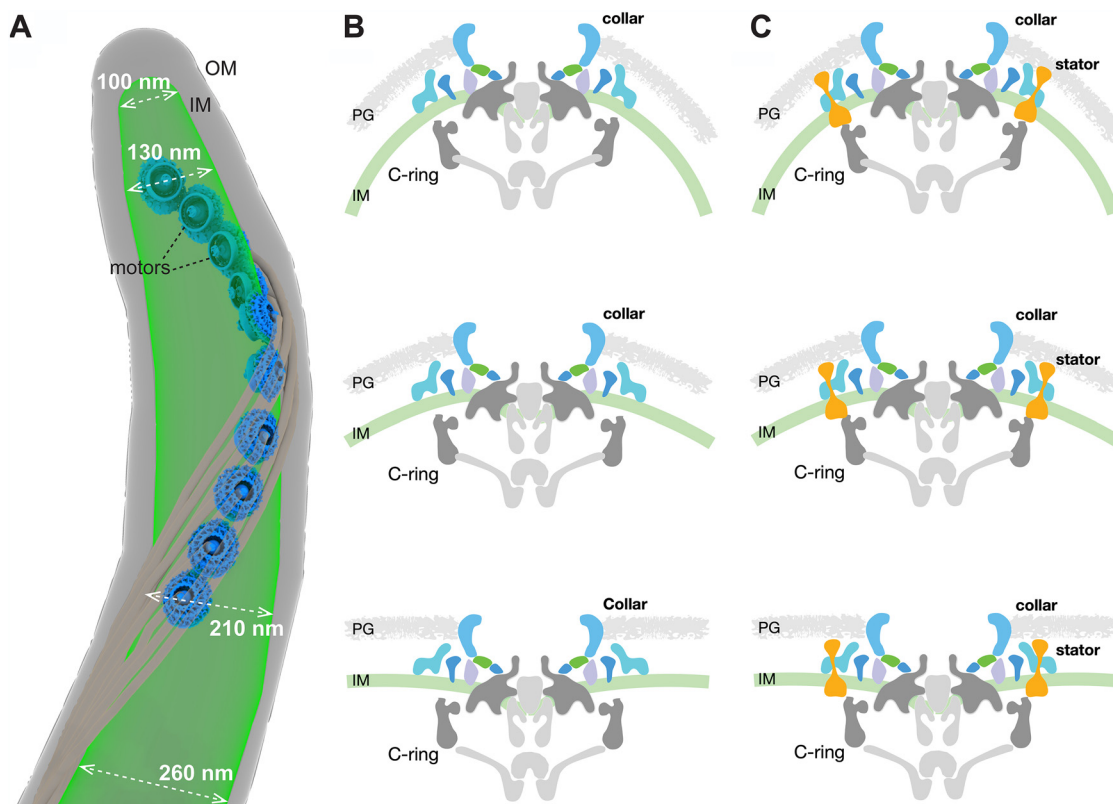 A
OM
100 nm
IM
130 nm
motors
210 nm
260 nm
B
collar
PG
C-ring
IM
collar
PG
IM
C-ring
Collar
PG
IM
C-ring
C
collar
stator
PG
C-ring
IM
collar
stator
PG
IM
C-ring
collar
PG
stator
IM
C-ring